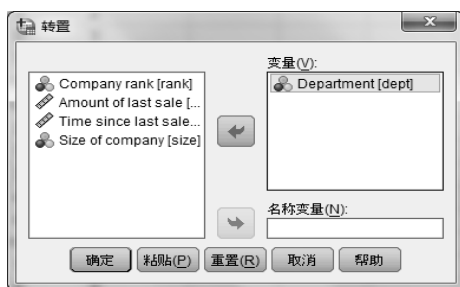 转置
变量(V):
Company rank [rank]
Amount of last sale [...
Time since last sale...
Size of company [size]
Department [dept]
名称变量(N):
确定 粘贴(P) 重置(R) 取消 帮助